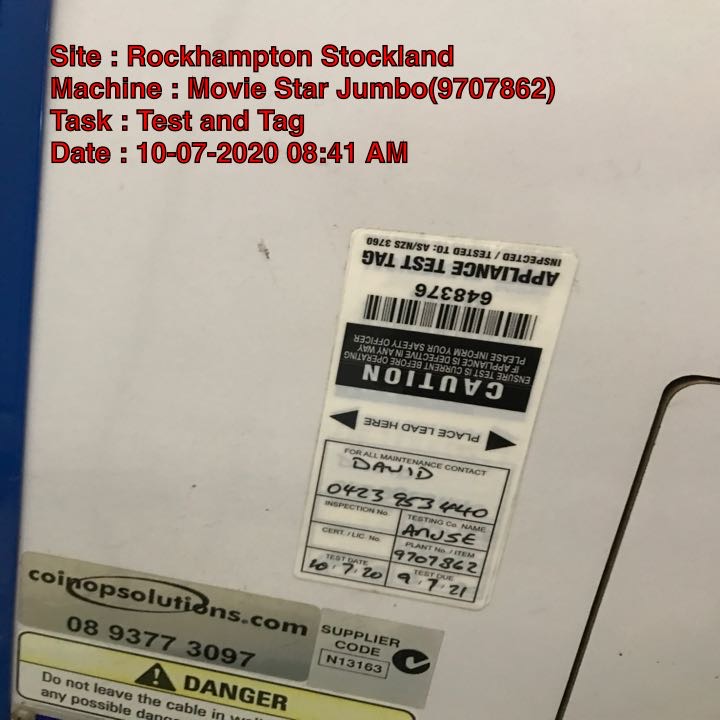 Site : Rockhampton Stockland
Machine : Movie Star Jumbo(9707862)
Task : Test and Tag
Date : 10-07-2020 08:41 AM
INSPECTED / TESTED TO: AS/NZS 3760
APPLIANCE TEST TAG
648376
CAUTION
ENSURE TEST IS CURRENT BEFORE OPERATING
IF APPLIANCE IS DEFECTIVE IN ANY WAY
PLEASE INFORM YOUR SAFETY OFFICER
PLACE LEAD HERE
FOR ALL MAINTENANCE CONTACT
DAVID
0423 953 440
INSPECTION No.
TESTING Co. NAME
AMUSE
CERT. / LIC. No.
PLANT No. / ITEM
9707862
TEST DATE
10.7.20
TEST DUE
9.7.21
coinopsolutions.com
08 9377 3097
SUPPLIER
CODE
N13163
DANGER
Do not leave the cable in
any possible